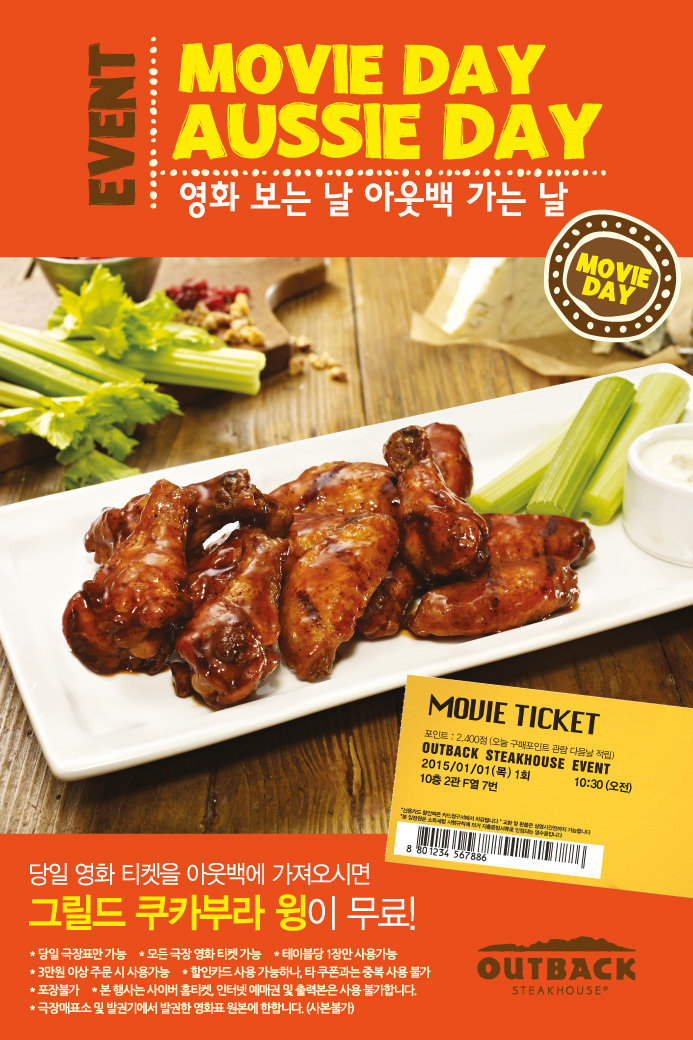 EVENT
MOVIE DAY
AUSSIE DAY
영화 보는 날 아웃백 가는 날
MOVIE
DAY
MOVIE TICKET
포인트 : 2,400점 (오늘 구매포인트 관람 다음날 적립)
OUTBACK STEAKHOUSE EVENT
2015/01/01(목) 1회 10:30 (오전)
10층 2관 F열 7번
8 801234 567886
당일 영화 티켓을 아웃백에 가져오시면
그릴드 쿠카부라 윙이 무료!
* 당일 극장표만 가능 * 모든 극장 영화 티켓 가능 * 테이블당 1장만 사용가능
* 3만원 이상 주문 시 사용가능 * 할인카드 사용 가능하나, 타 쿠폰과는 중복 사용 불가
* 포장불가 * 본 행사는 사이버 홈티켓, 인터넷 예매권 및 출력본은 사용 불가합니다.
* 극장매표소 및 발권기에서 발권한 영화표 원본에 한합니다. (사본불가)
OUTBACK
STEAKHOUSE®